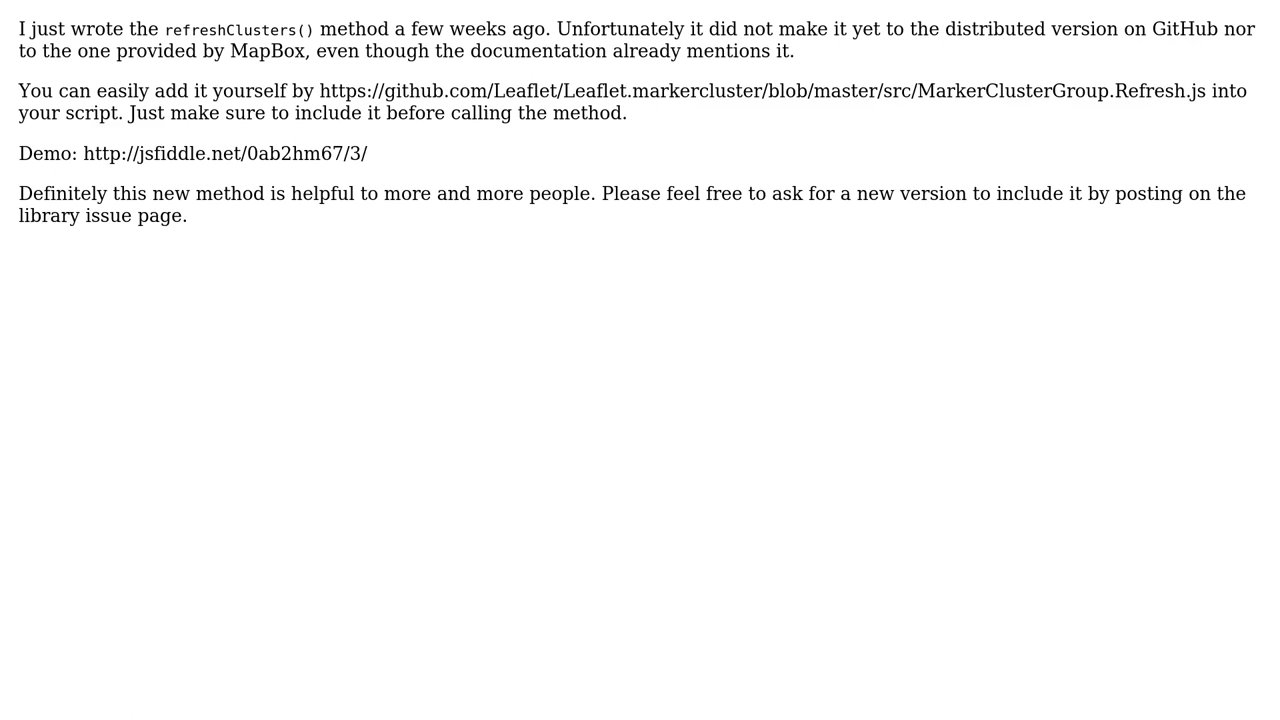 I just wrote the refreshClusters() method a few weeks ago. Unfortunately it did not make it yet to the distributed version on GitHub nor
to the one provided by MapBox, even though the documentation already mentions it.
You can easily add it yourself by https://github.com/Leaflet/Leaflet.markercluster/blob/master/src/MarkerClusterGroup.Refresh.js into
your script. Just make sure to include it before calling the method.
Demo: http://jsfiddle.net/0ab2hm67/3/
Definitely this new method is helpful to more and more people. Please feel free to ask for a new version to include it by posting on the
library issue page.